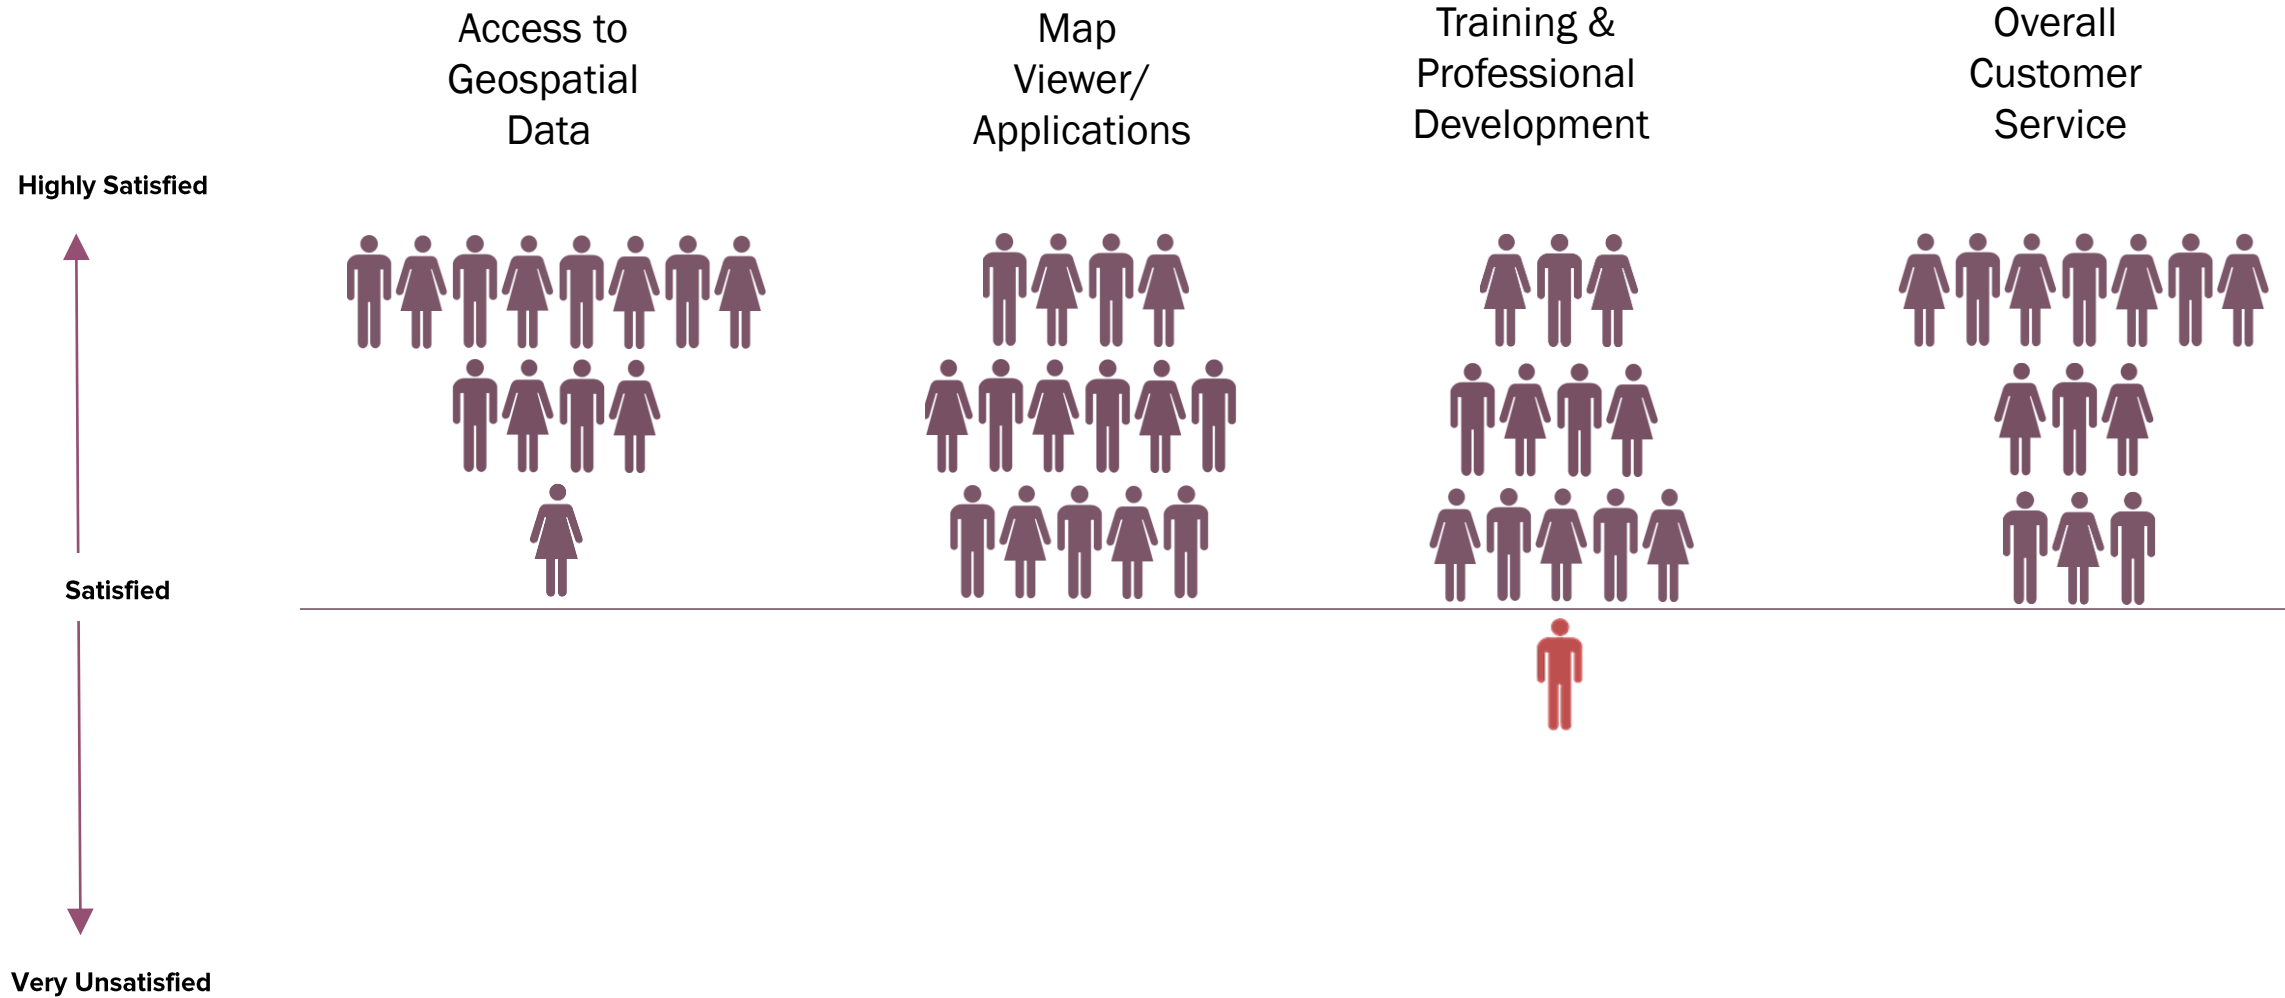 Access to
Geospatial
Data
Map
Viewer/
Applications
Training &
Professional
Development
Overall
Customer
Service
Highly Satisfied
Satisfied
Very Unsatisfied